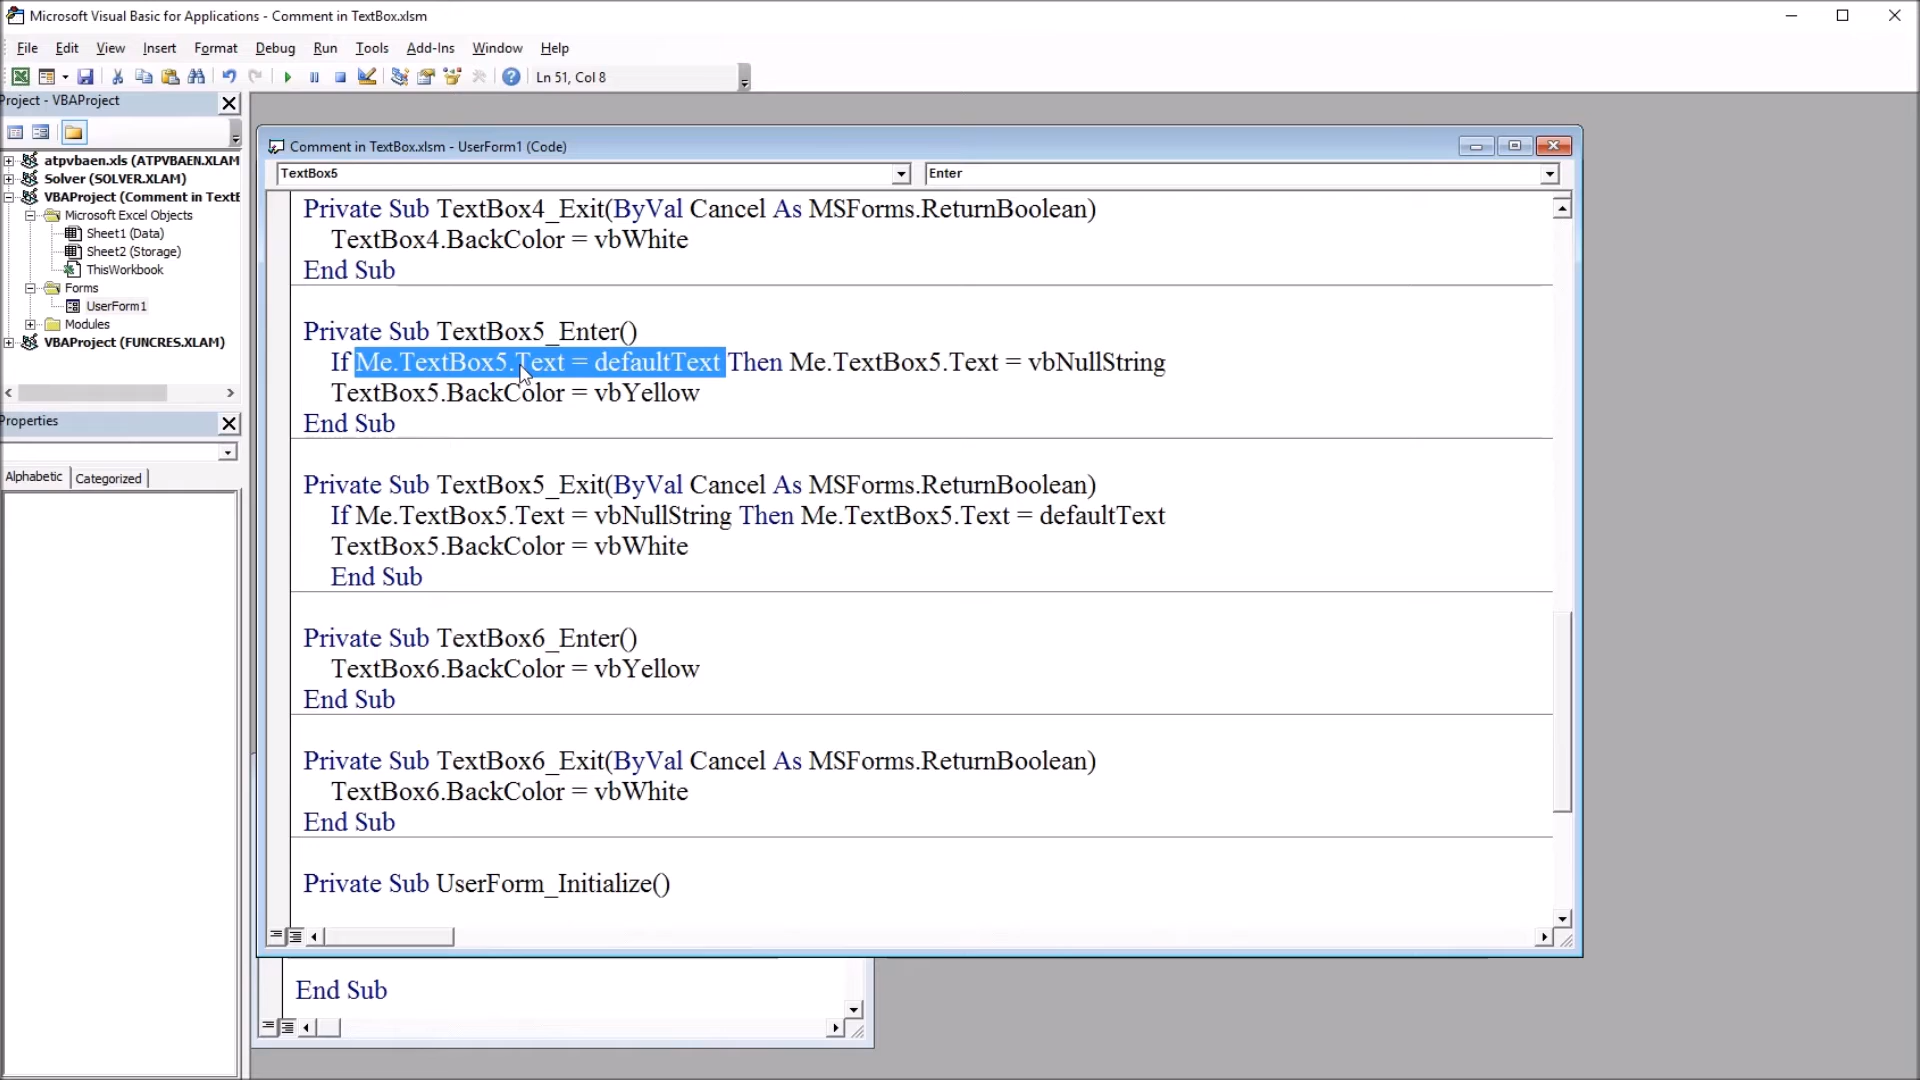 Microsoft Visual Basic for Applications - Comment in TextBox.xlsm
File Edit View Insert Format Debug Run Tools Add-Ins Window Help
Ln 51, Col 8
Project - VBAProject
atpvbaen.xls (ATPVBAEN.XLAM
Solver (SOLVER.XLAM)
VBAProject (Comment in TextB
Microsoft Excel Objects
Sheet1 (Data)
Sheet2 (Storage)
ThisWorkbook
Forms
UserForm1
Modules
VBAProject (FUNCRES.XLAM)
Properties
Alphabetic Categorized
Comment in TextBox.xlsm - UserForm1 (Code)
TextBox5 Enter
Private Sub TextBox4_Exit(ByVal Cancel As MSForms.ReturnBoolean)
TextBox4.BackColor = vbWhite
End Sub
Private Sub TextBox5_Enter()
If Me.TextBox5.Text = defaultText Then Me.TextBox5.Text = vbNullString
TextBox5.BackColor = vbYellow
End Sub
Private Sub TextBox5_Exit(ByVal Cancel As MSForms.ReturnBoolean)
If Me.TextBox5.Text = vbNullString Then Me.TextBox5.Text = defaultText
TextBox5.BackColor = vbWhite
End Sub
Private Sub TextBox6_Enter()
TextBox6.BackColor = vbYellow
End Sub
Private Sub TextBox6_Exit(ByVal Cancel As MSForms.ReturnBoolean)
TextBox6.BackColor = vbWhite
End Sub
Private Sub UserForm_Initialize()
End Sub